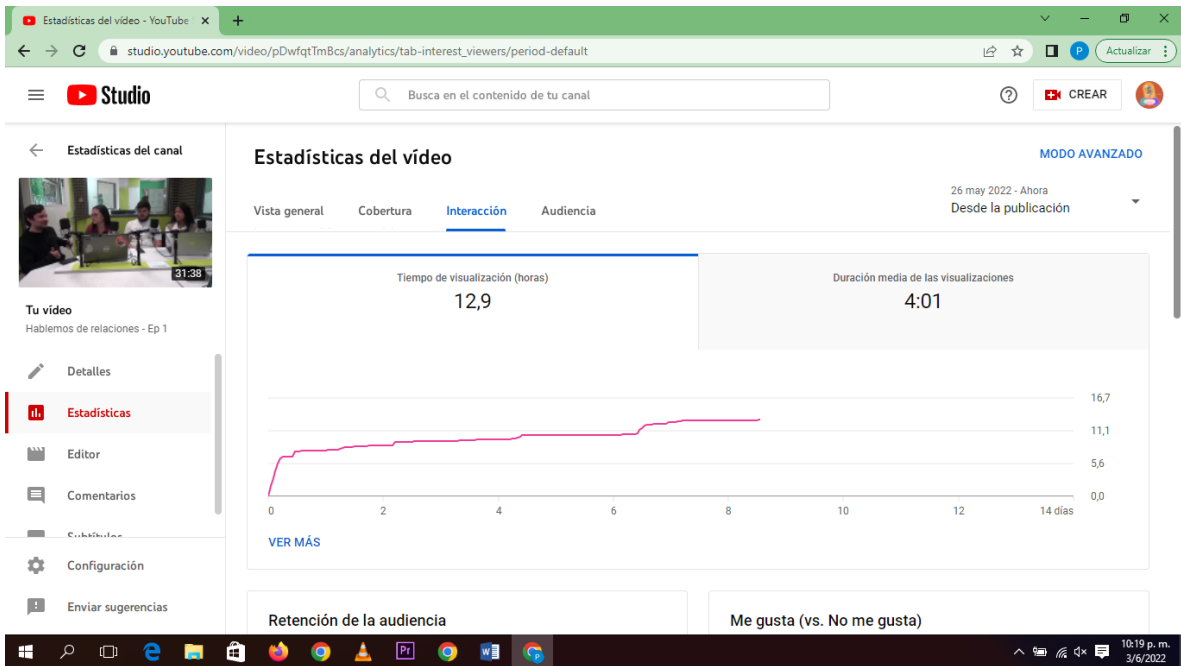 Estadísticas del vídeo - YouTube
studio.youtube.com/video/pDwfqtTmBcs/analytics/tab-interest_viewers/period-default
P
Actualizar
Studio
Busca en el contenido de tu canal
CREAR
Estadísticas del canal
31:38
Tu vídeo
Hablemos de relaciones - Ep 1
Detalles
Estadísticas
Editor
Comentarios
Subtítulos
Configuración
Enviar sugerencias
Estadísticas del vídeo
MODO AVANZADO
Vista general Cobertura Interacción Audiencia
26 may 2022 - Ahora
Desde la publicación
Tiempo de visualización (horas)
12,9
Duración media de las visualizaciones
4:01
16,7
11,1
5,6
0,0
0 2 4 6 8 10 12 14 días
VER MÁS
Retención de la audiencia
Me gusta (vs. No me gusta)
Pr
10:19 p. m.
3/6/2022